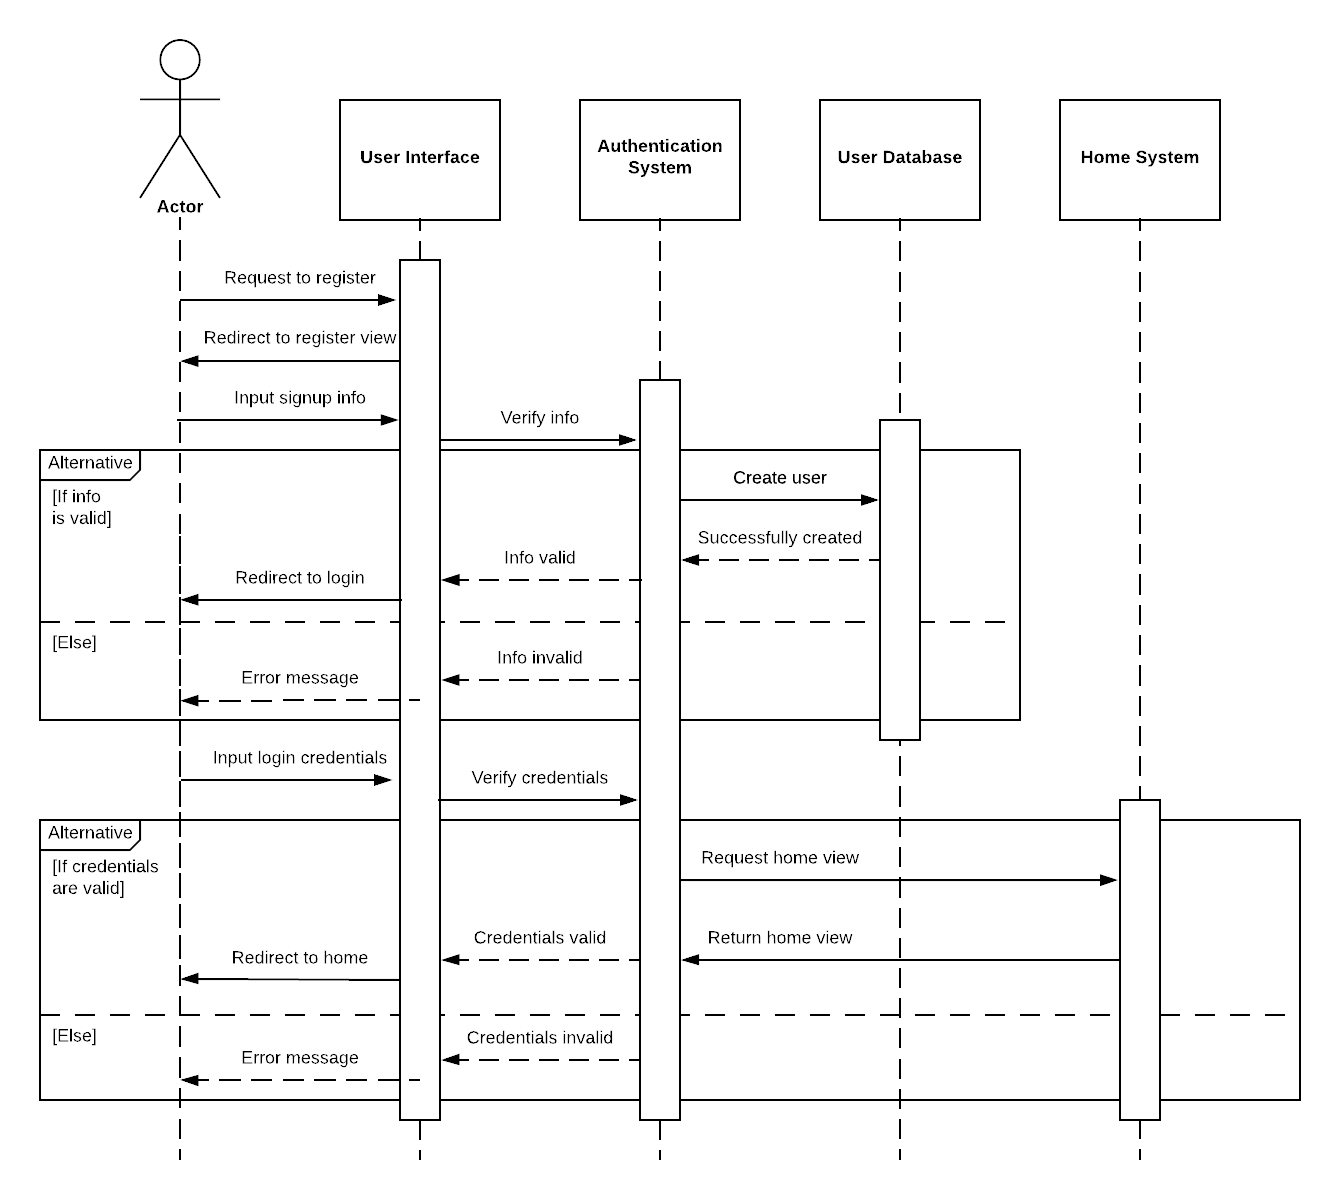 Actor
User Interface
Authentication
System
User Database
Home System
Request to register
Redirect to register view
Input signup info
Verify info
Alternative
[If info
is valid]
Create user
Successfully created
Info valid
Redirect to login
[Else]
Info invalid
Error message
Input login credentials
Verify credentials
Alternative
[If credentials
are valid]
Request home view
Return home view
Credentials valid
Redirect to home
[Else]
Credentials invalid
Error message